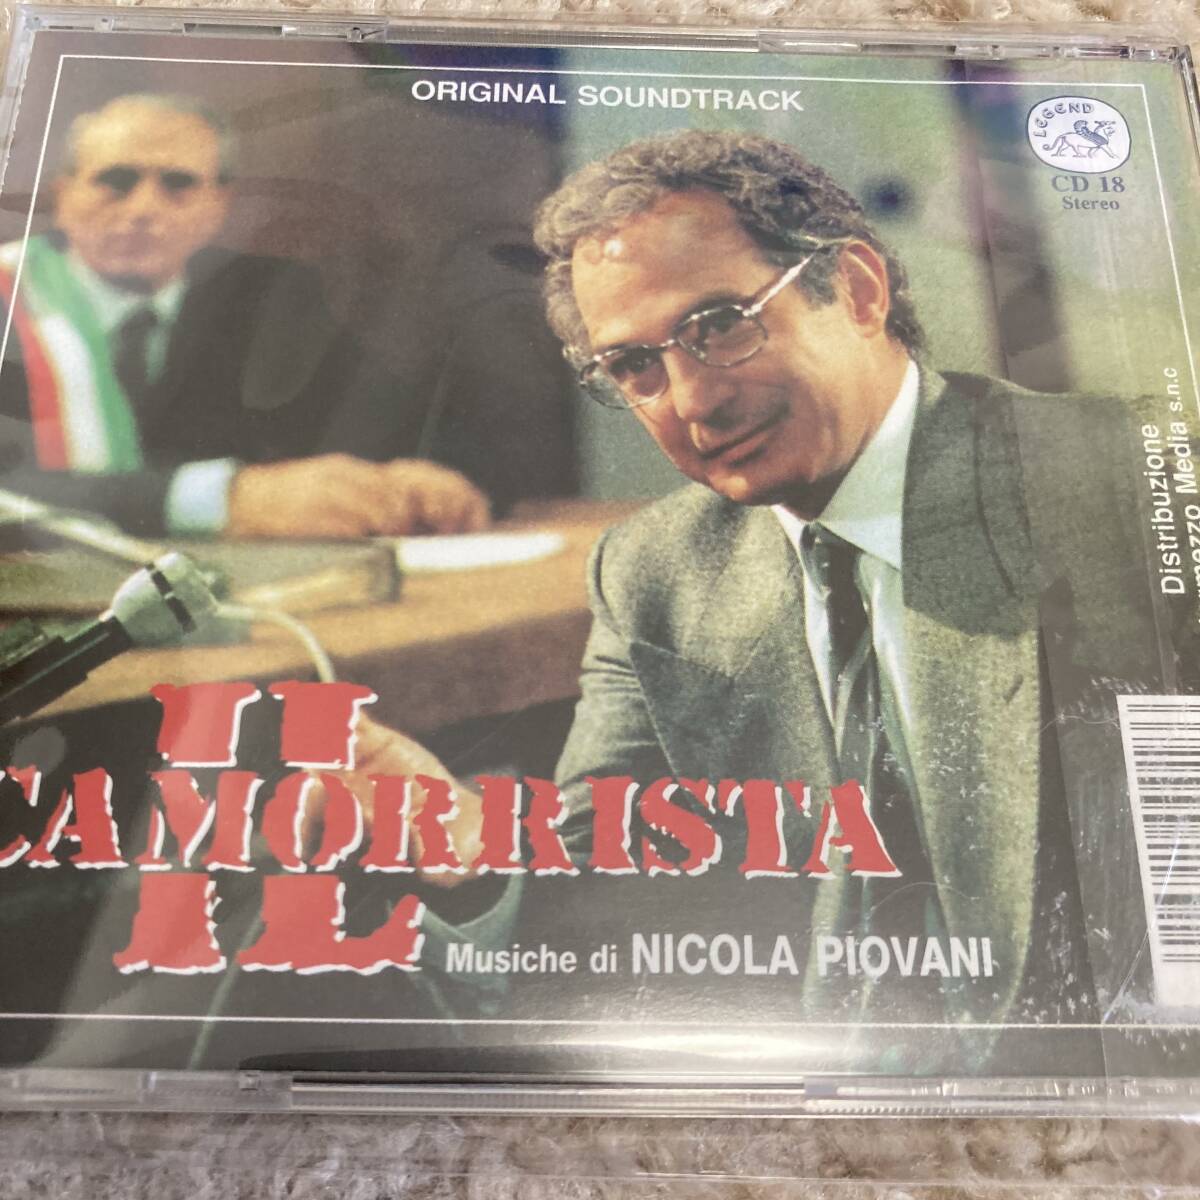 ORIGINAL SOUNDTRACK
LEGEND
CD 18
Stereo
Distribuzione
Media s.n.c
IL
CAMORRISTA
Musiche di NICOLA PIOVANI